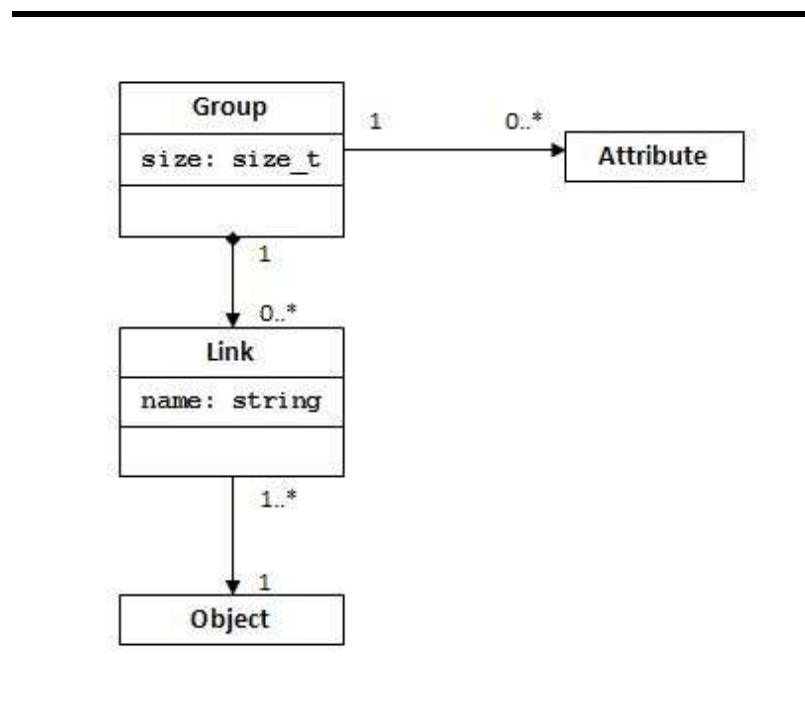 Group
1
0..*
size: size_t
Attribute
1
0..*
Link
name: string
1..*
1
Object